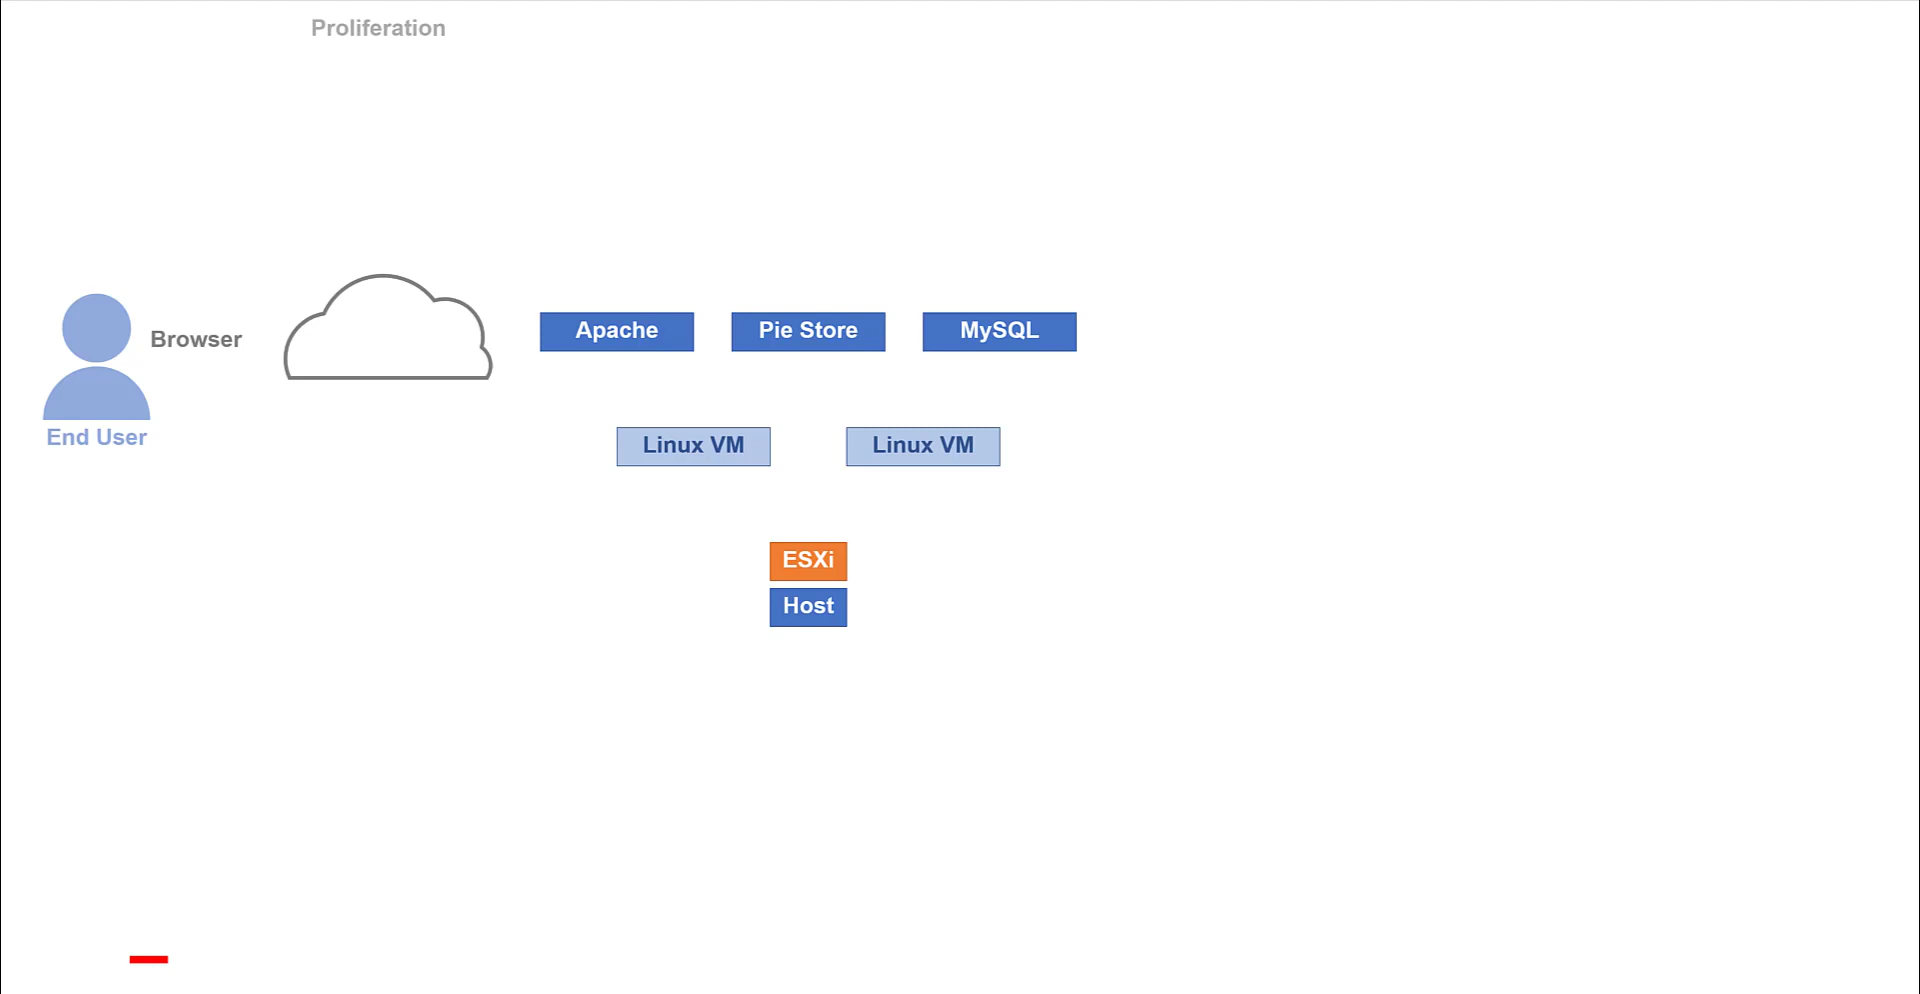 Proliferation
Browser
End User
Apache
Pie Store
MySQL
Linux VM
Linux VM
ESXi
Host